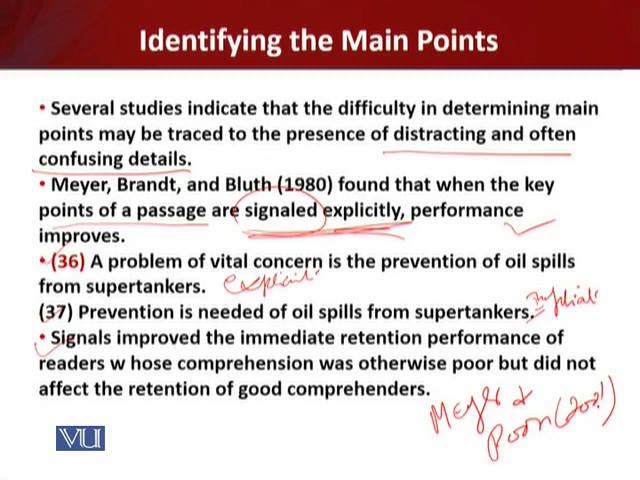 Identifying the Main Points
• Several studies indicate that the difficulty in determining main
points may be traced to the presence of distracting and often
confusing details.
• Meyer, Brandt, and Bluth (1980) found that when the key
points of a passage are signaled explicitly, performance
improves.
• (36) A problem of vital concern is the prevention of oil spills
from supertankers. explicit
(37) Prevention is needed of oil spills from supertankers.
• Signals improved the immediate retention performance of
readers w hose comprehension was otherwise poor but did not
affect the retention of good comprehenders.
Meyer &
Poon
VU